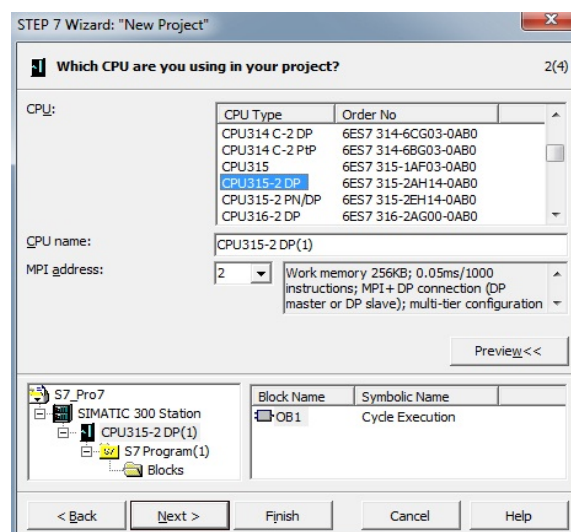 STEP 7 Wizard: "New Project"
Which CPU are you using in your project? 2(4)
CPU:
CPU Type Order No
CPU314 C-2 DP 6ES7 314-6CG03-0AB0
CPU314 C-2 PtP 6ES7 314-6BG03-0AB0
CPU315 6ES7 315-1AF03-0AB0
CPU315-2 DP 6ES7 315-2AH14-0AB0
CPU315-2 PN/DP 6ES7 315-2EH14-0AB0
CPU316-2 DP 6ES7 316-2AG00-0AB0
CPU name: CPU315-2 DP(1)
MPI address: 2
Work memory 256KB; 0.05ms/1000
instructions; MPI+ DP connection (DP
master or DP slave); multi-tier configuration
Preview<<
S7_Pro7
SIMATIC 300 Station
CPU315-2 DP(1)
S7 Program(1)
Blocks
Block Name Symbolic Name
OB1 Cycle Execution
< Back Next > Finish Cancel Help